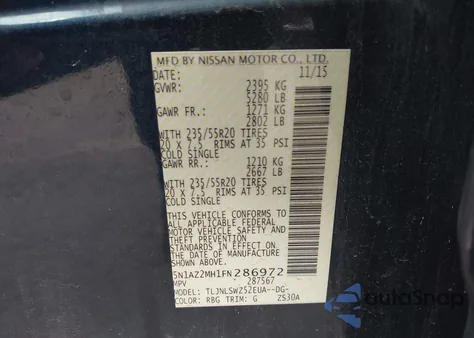 MFD BY NISSAN MOTOR CO., LTD.
DATE: 11/15
GVWR: 2395 KG
5280 LB
GAWR FR.: 1271 KG
2802 LB
WITH 235/55R20 TIRES
20 X 7.5 RIMS AT 35 PSI
COLD SINGLE
GAWR RR.: 1210 KG
2667 LB
WITH 235/55R20 TIRES
20 X 7.5 RIMS AT 35 PSI
COLD SINGLE
THIS VEHICLE CONFORMS TO
ALL APPLICABLE FEDERAL
MOTOR VEHICLE SAFETY
STANDARDS IN EFFECT ON
THE DATE OF MANUFACTURE
SHOWN ABOVE.
5N1AZ2MH1FN286972
MPV 287567
MODEL: TLJNLSWZ52EUA--DG-
COLOR: RBG TRIM: G ZS30A
AutoSnap